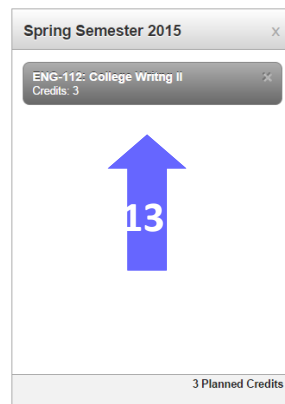 Spring Semester 2015 x
ENG-112: College Writng II x
Credits: 3
13
3 Planned Credits